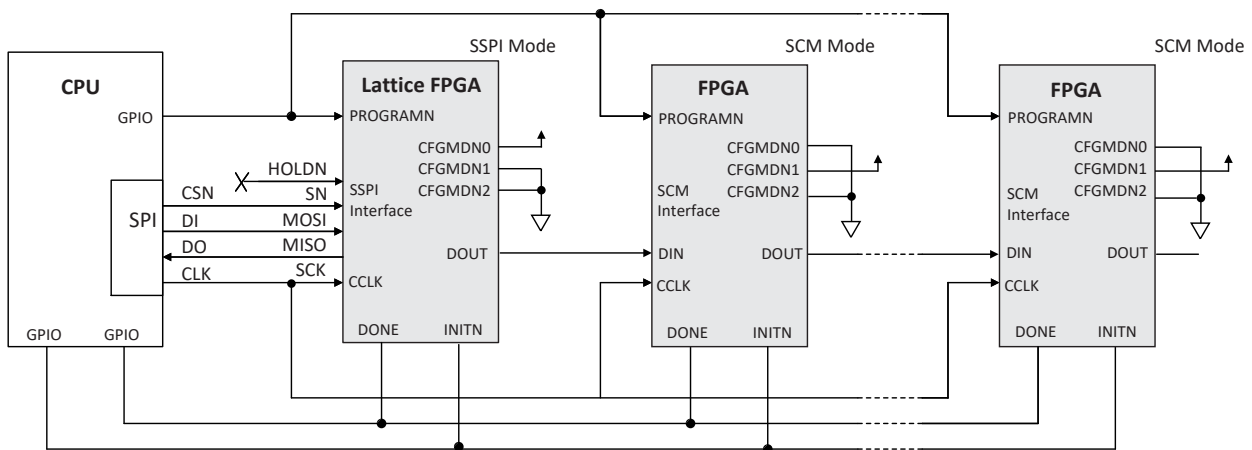 SSPI Mode
SCM Mode
SCM Mode
CPU
GPIO
SPI
CSN
DI
DO
CLK
GPIO
GPIO
HOLDN
SN
MOSI
MISO
SCK
Lattice FPGA
PROGRAMN
CFGMDN0
CFGMDN1
CFGMDN2
SSPI
Interface
DOUT
CCLK
DONE
INITN
FPGA
PROGRAMN
CFGMDN0
CFGMDN1
CFGMDN2
SCM
Interface
DIN
DOUT
CCLK
DONE
INITN
FPGA
PROGRAMN
CFGMDN0
CFGMDN1
CFGMDN2
SCM
Interface
DIN
DOUT
CCLK
DONE
INITN